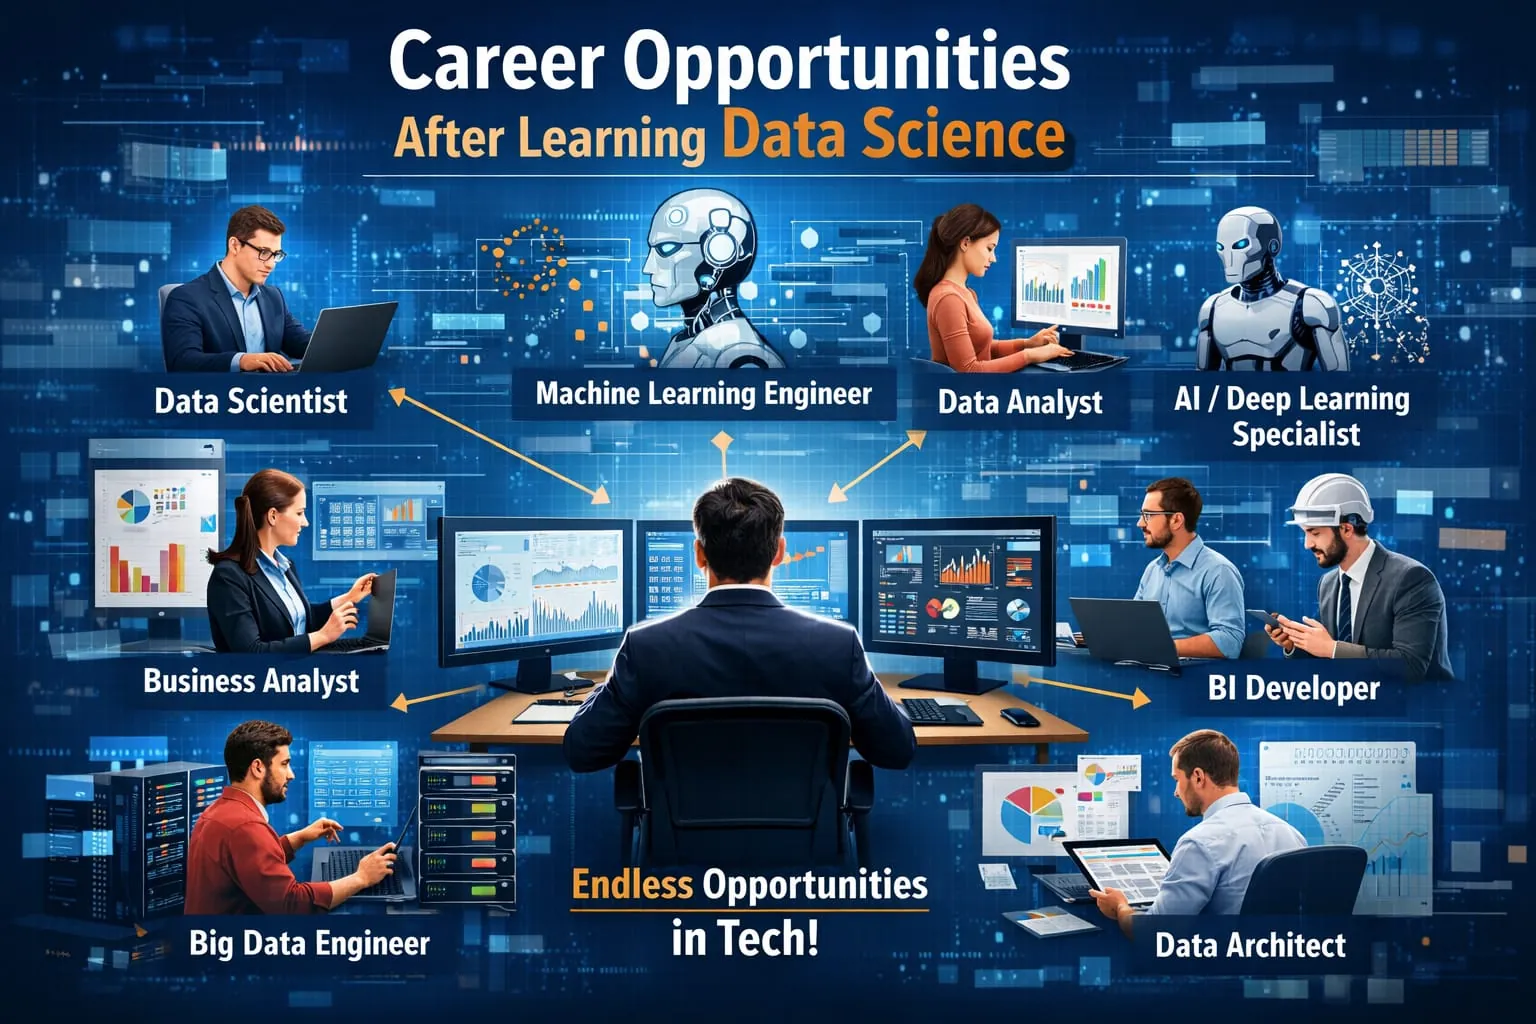 Career Opportunities
After Learning Data Science
Data Scientist
Machine Learning Engineer
Data Analyst
AI / Deep Learning
Specialist
Business Analyst
BI Developer
Big Data Engineer
Data Architect
Endless Opportunities
in Tech!